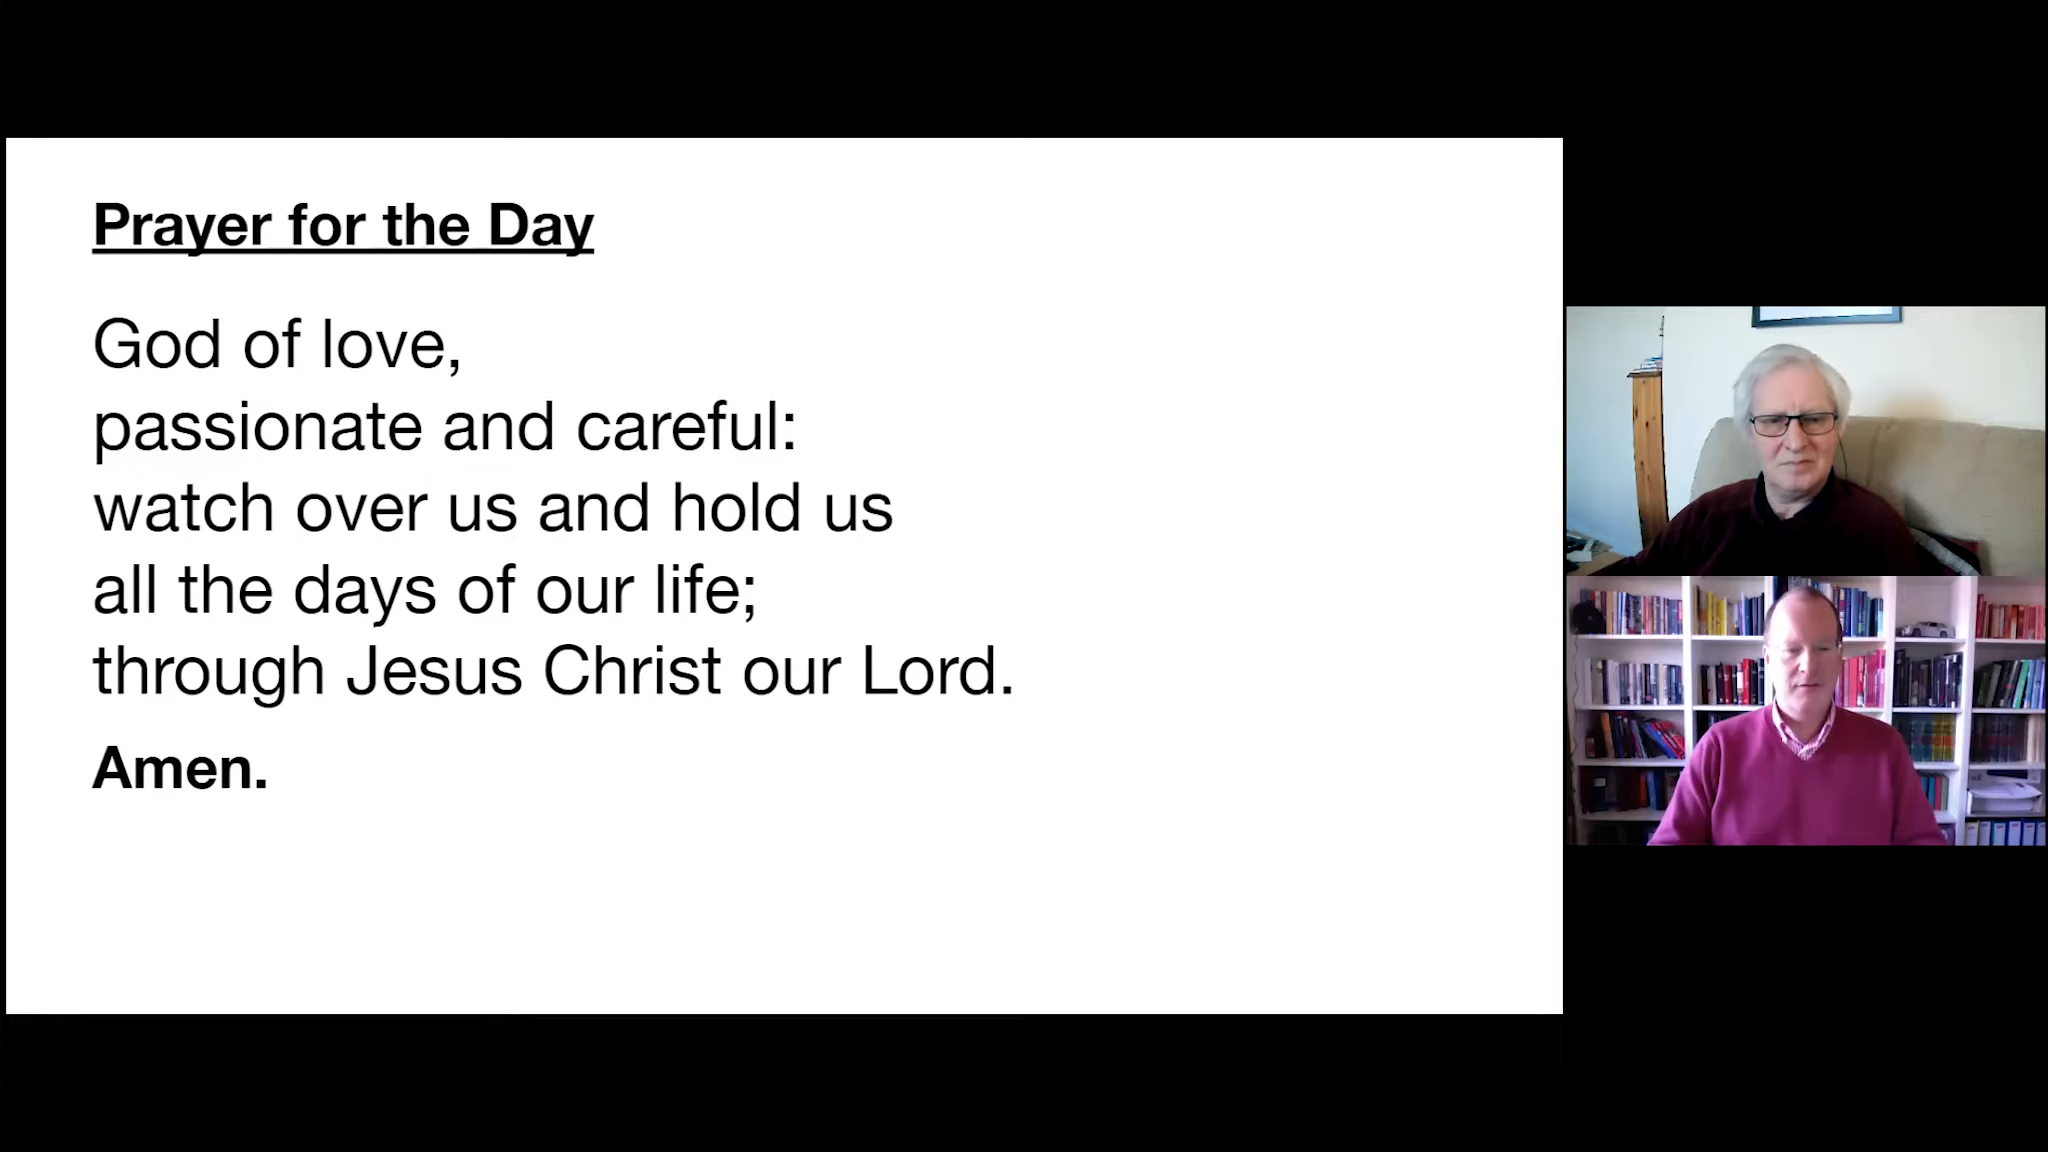 Prayer for the Day
God of love,
passionate and careful:
watch over us and hold us
all the days of our life;
through Jesus Christ our Lord.
Amen.